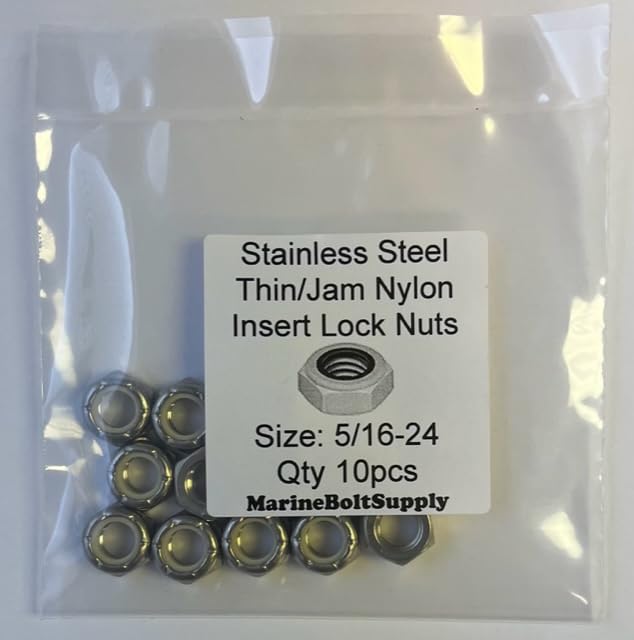 Stainless Steel
Thin/Jam Nylon
Insert Lock Nuts
Size: 5/16-24
Qty 10pcs
MarineBoltSupply